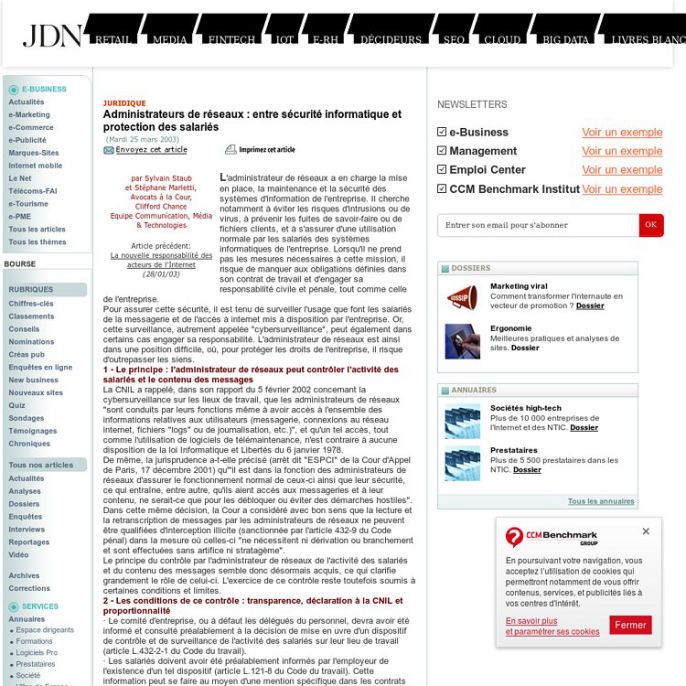 JDN
RETAIL
MEDIA
FINTECH
IOT
E-RH
DÉCIDEURS
SEO
CLOUD
BIG DATA
LIVRES BLANC
E-BUSINESS
Actualités
e-Marketing
e-Commerce
e-Publicité
Marques-Sites
Internet mobile
Le Net
Télécoms-FAI
e-Tourisme
e-PME
Tous les articles
Tous les thèmes
BOURSE
RUBRIQUES
Chiffres-clés
Classements
Conseils
Nominations
Créas pub
Enquêtes en ligne
New business
Nouveaux sites
Quiz
Sondages
Témoignages
Chroniques
Tous nos articles
Actualités
Analyses
Dossiers
Enquêtes
Interviews
Reportages
Vidéo
Archives
Corrections
SERVICES
Annuaires
Espace dirigeants
Formations
Logiciels Pro
Prestataires
Société
JURIDIQUE
Administrateurs de réseaux : entre sécurité informatique et
protection des salariés
(Mardi 25 mars 2003)
Envoyez cet article
Imprimez cet article
par Sylvain Staub
et Stéphane Marletti,
Avocats à la Cour,
Clifford Chance
Equipe Communication, Média
& Technologies
Article précédent:
La nouvelle responsabilité des
acteurs de l'Internet
(28/01/03)
L'administrateur de réseaux a en charge la mise
en place, la maintenance et la sécurité des
systèmes d'information de l'entreprise. Il cherche
notamment à éviter les risques d'intrusions ou de
virus, à prévenir les fuites de savoir-faire ou de
fichiers clients, et à s'assurer d'une utilisation
normale par les salariés des systèmes
informatiques de l'entreprise. Lorsqu'il ne prend
pas les mesures nécessaires à cette mission, il
risque de manquer aux obligations définies dans
son contrat de travail et d'engager sa
responsabilité civile et pénale, tout comme celle
de l'entreprise.
Pour assurer cette sécurité, il est tenu de surveiller l'usage que font les salariés
de la messagerie et de l'accès à internet mis à disposition par l'entreprise. Or,
cette surveillance, autrement appelée "cybersurveillance", peut également dans
certains cas engager sa responsabilité. L'administrateur de réseaux est ainsi
dans une position difficile, où, pour protéger les droits de l'entreprise, il risque
d'outrepasser les siens.
1 - Le principe : l'administrateur de réseaux peut contrôler l'activité des
salariés et le contenu des messages
La CNIL a rappelé, dans son rapport du 5 février 2002 concernant la
cybersurveillance sur les lieux de travail, que les administrateurs de réseaux
"sont conduits par leurs fonctions même à avoir accès à l'ensemble des
informations relatives aux utilisateurs (messagerie, connexions au réseau
internet, fichiers "logs" ou de journalisation, etc.)". et qu'un tel accès, tout
comme l'utilisation de logiciels de télémaintenance, n'est contraire à aucune
disposition de la loi Informatique et Libertés du 6 janvier 1978.
De même, la jurisprudence a-t-elle précisé (arrêt dit "ESPCI" de la Cour d'Appel
de Paris, 17 décembre 2001) qu'"il est dans la fonction des administrateurs de
réseaux d'assurer le fonctionnement normal de ceux-ci ainsi que leur sécurité,
ce qui entraîne, entre autre, qu'ils aient accès aux messageries et à leur
contenu, ne serait-ce que pour les débloquer ou éviter des démarches hostiles".
Dans cette même décision, la Cour a considéré avec bon sens que la lecture et
la retranscription de messages par les administrateurs de réseaux ne peuvent
être qualifiées d'interception illicite (sanctionnée par l'article 432-9 du Code
pénal) dans la mesure où celles-ci "ne nécessitent ni dérivation ou branchement
et sont effectuées sans artifice ni stratagème".
Le principe du contrôle par l'administrateur de réseaux de l'activité des salariés
et du contenu des messages semble donc désormais acquis, ce qui clarifie
grandement le rôle de celui-ci. L'exercice de ce contrôle reste toutefois soumis à
certaines conditions et limites.
2 - Les conditions de ce contrôle : transparence, déclaration à la CNIL et
proportionnalité
· Le comité d'entreprise, ou à défaut les délégués du personnel, devra avoir été
informé et consulté préalablement à la décision de mise en uvre d'un dispositif
de contrôle et de surveillance de l'activité des salariés sur leur lieu de travail
(article L.432-2-1 du Code du travail).
· Les salariés doivent avoir été préalablement informés par l'employeur de
l'existence d'un tel dispositif (article L.121-8 du Code du travail). Cette
information peut se faire au moyen d'une mention spécifique dans les contrats
NEWSLETTERS
e-Business Voir un exemple
Management Voir un exemple
Emploi Center Voir un exemple
CCM Benchmark Institut Voir un exemple
Entrer son email pour s'abonner
OK
DOSSIERS
Marketing viral
Comment transformer l'internaute en
vecteur de promotion ? Dossier
Ergonomie
Meilleures pratiques et analyses de
sites. Dossier
ANNUAIRES
Sociétés high-tech
Plus de 10 000 entreprises de
l'Internet et des NTIC. Dossier
Prestataires
Plus de 5 500 prestataires dans les
NTIC. Dossier
Tous les annuaires
CCMBenchmark
GROUP
×
En poursuivant votre navigation, vous
acceptez l'utilisation de cookies qui
permettront notamment de vous offrir
contenus, services, et publicités liés à
vos centres d'intérêt.
En savoir plus
et paramétrer ses cookies
Fermer